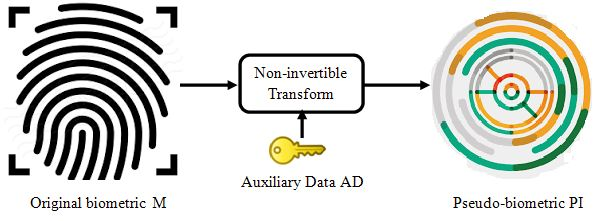 Non-invertible
Transform
Auxiliary Data AD
Original biometric M
Pseudo-biometric PI